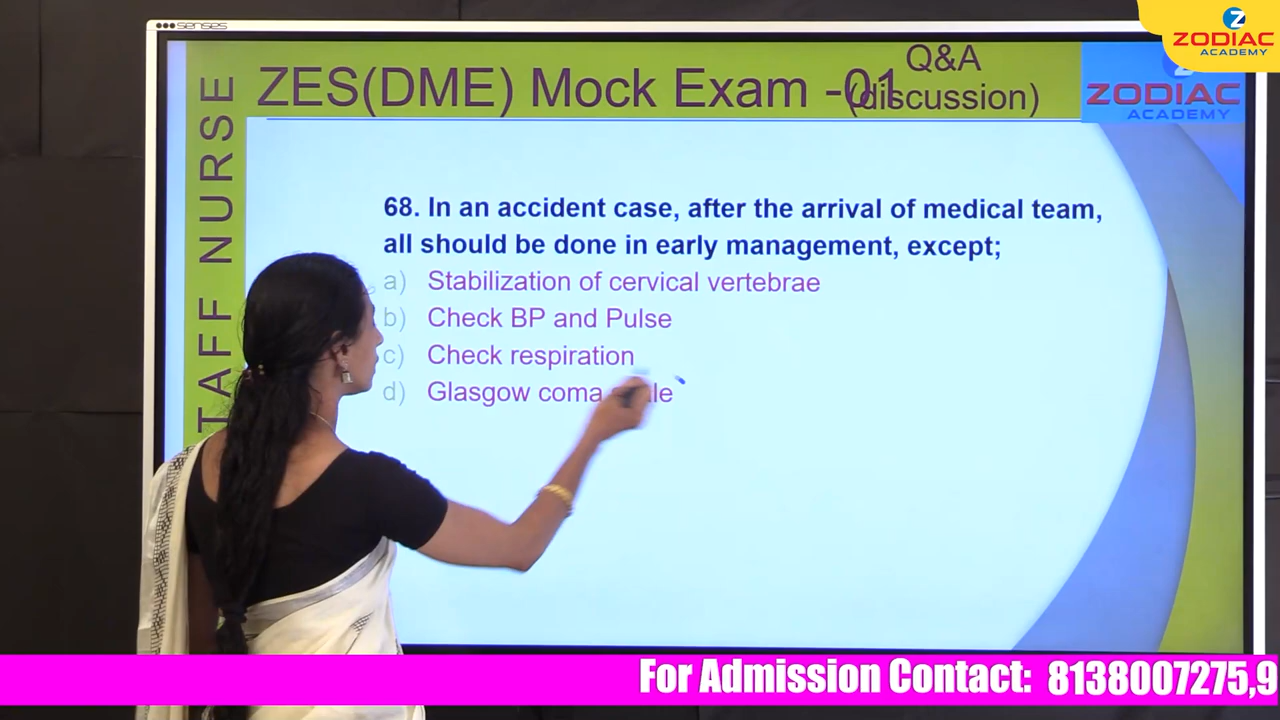 senses
ZODIAC
ACADEMY
STAFF NURSE
ZES(DME) Mock Exam -01
Q&A
(discussion)
ZODIAC
ACADEMY
68. In an accident case, after the arrival of medical team,
all should be done in early management, except;
a) Stabilization of cervical vertebrae
b) Check BP and Pulse
c) Check respiration
d) Glasgow coma
For Admission Contact: 8138007275,9